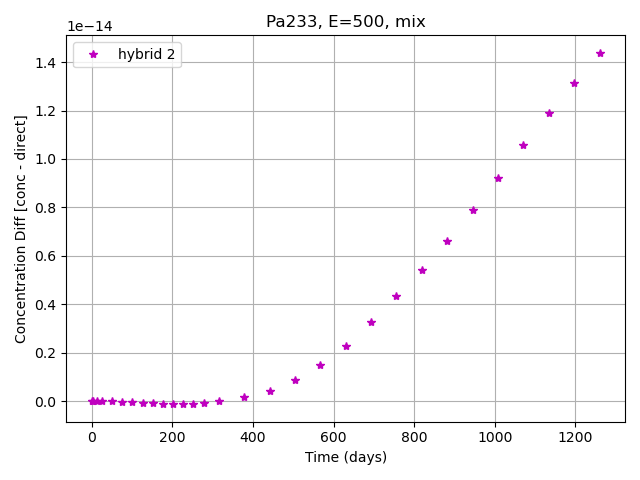 Pa233, E=500, mix
1e−14
hybrid 2
1.4
1.2
1.0
0.8
0.6
0.4
0.2
0.0
Concentration Diff [conc - direct]
0 200 400 600 800 1000 1200
Time (days)